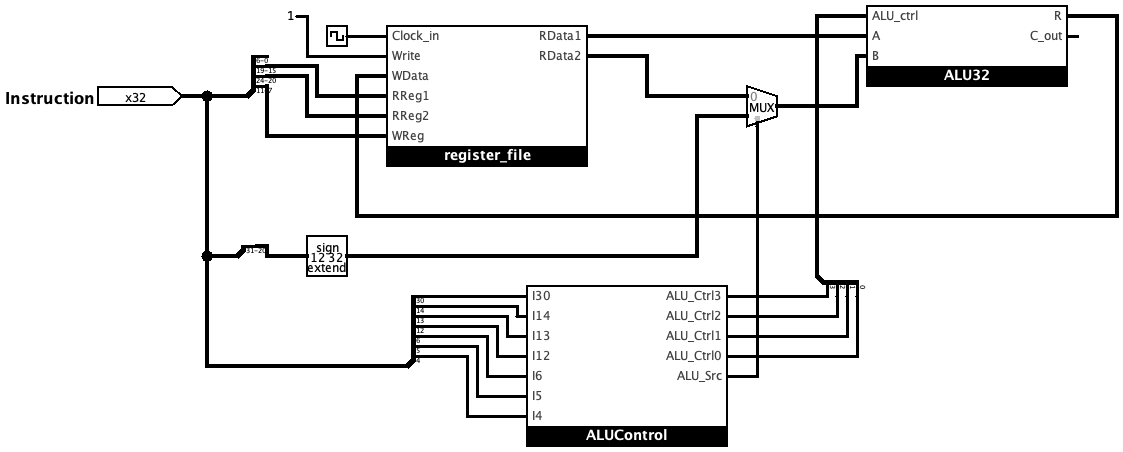 1
Clock_in
Write
WData
RReg1
RReg2
WReg
RData1
RData2
register_file
ALU_ctrl
A
B
R
C_out
ALU32
6-0
19-15
24-20
11-7
Instruction
x32
0
MUX
31-20
sign
12 32
extend
30
14
13
12
6
5
4
I30
I14
I13
I12
I6
I5
I4
ALU_Ctrl3
ALU_Ctrl2
ALU_Ctrl1
ALU_Ctrl0
ALU_Src
ALUControl
3
2
1
0